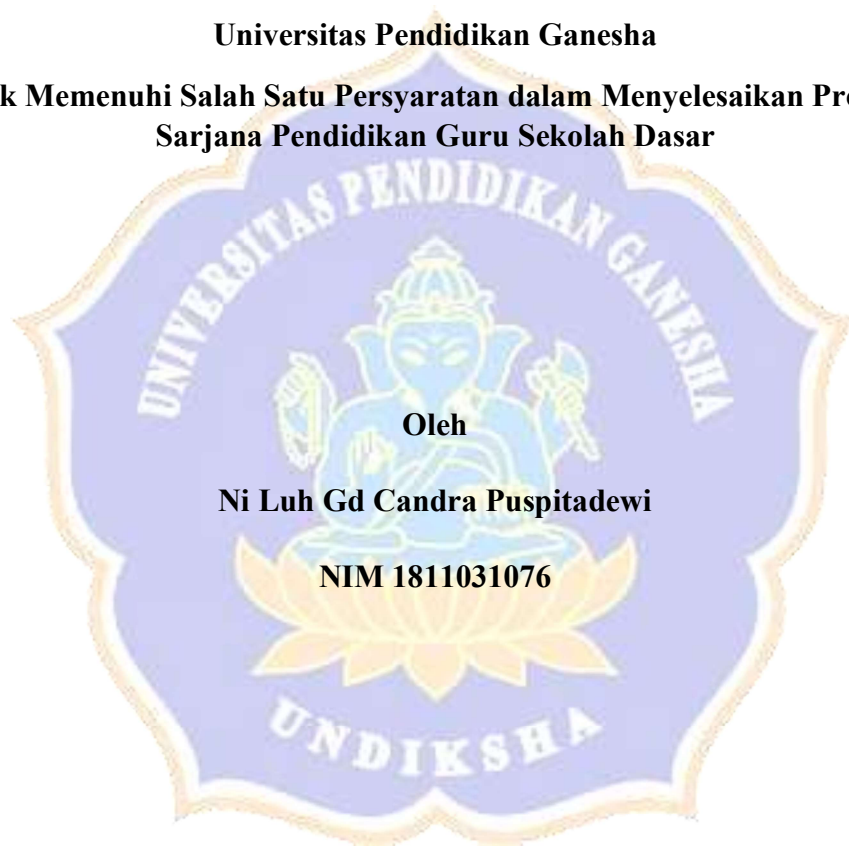 Universitas Pendidikan Ganesha
k Memenuhi Salah Satu Persyaratan dalam Menyelesaikan Pr
Sarjana Pendidikan Guru Sekolah Dasar
UNIVERSITAS PENDIDIKAN GANESHA
Oleh
Ni Luh Gd Candra Puspitadewi
NIM 1811031076
UNDIKSHA